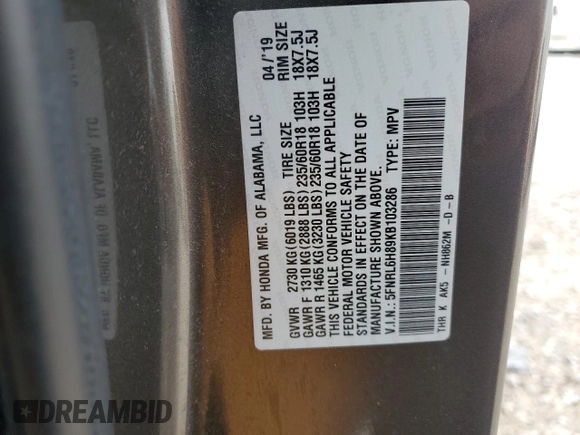 MFD. BY HONDA MFG. OF ALABAMA, LLC 04/'19
GVWR 2730 KG(6019 LBS) TIRE SIZE RIM SIZE
GAWR F 1310 KG(2888 LBS) 235/60R18 103H 18X7.5J
GAWR R 1465 KG(3230 LBS) 235/60R18 103H 18X7.5J
THIS VEHICLE CONFORMS TO ALL APPLICABLE
FEDERAL MOTOR VEHICLE SAFETY
STANDARDS IN EFFECT ON THE DATE OF
MANUFACTURE SHOWN ABOVE.
V.I.N.: 5FNRL6H89KB103286 TYPE: MPV
THR K AK5 - NH862M -D-B
DREAMBID